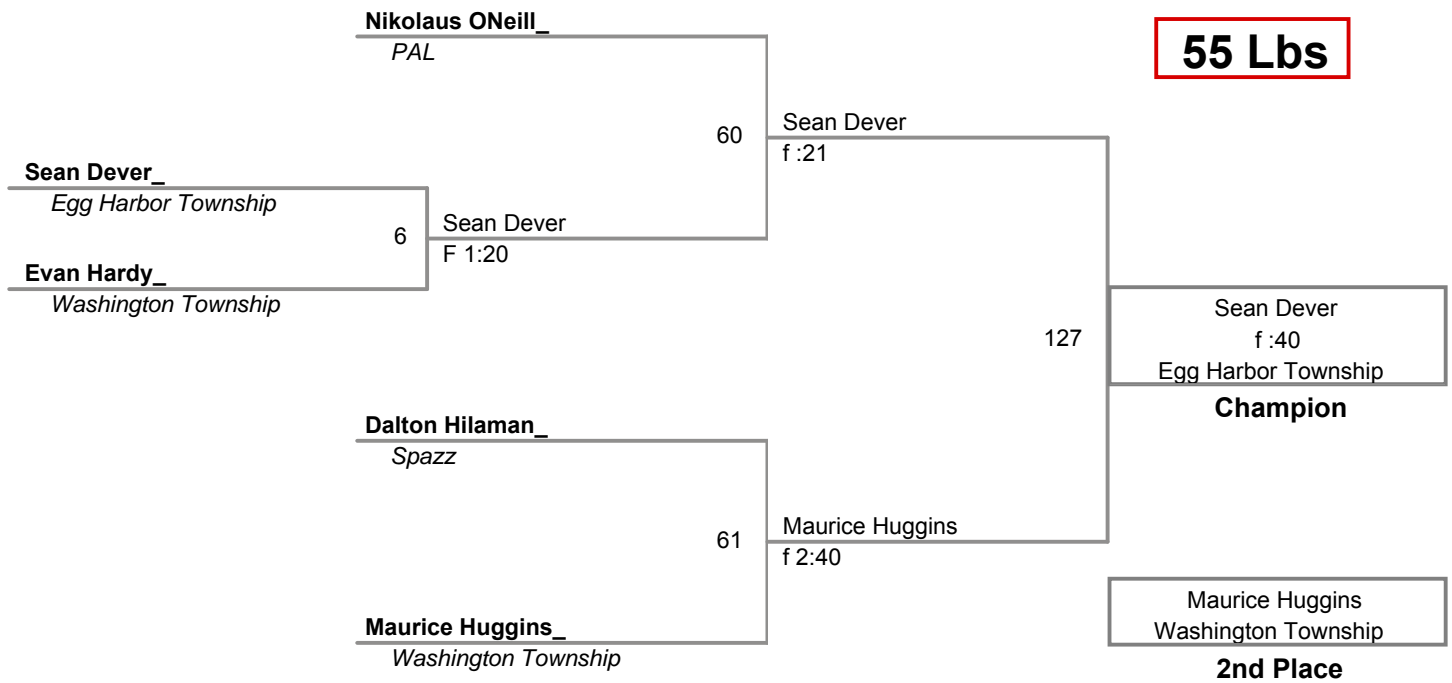 Nikolaus ONeill_
PAL
55 Lbs
60
Sean Dever
f :21
Sean Dever_
Egg Harbor Township
6
Sean Dever
F 1:20
Evan Hardy_
Washington Township
127
Sean Dever
f :40
Egg Harbor Township
Champion
Dalton Hilaman_
Spazz
61
Maurice Huggins
f 2:40
Maurice Huggins_
Washington Township
Maurice Huggins
Washington Township
2nd Place